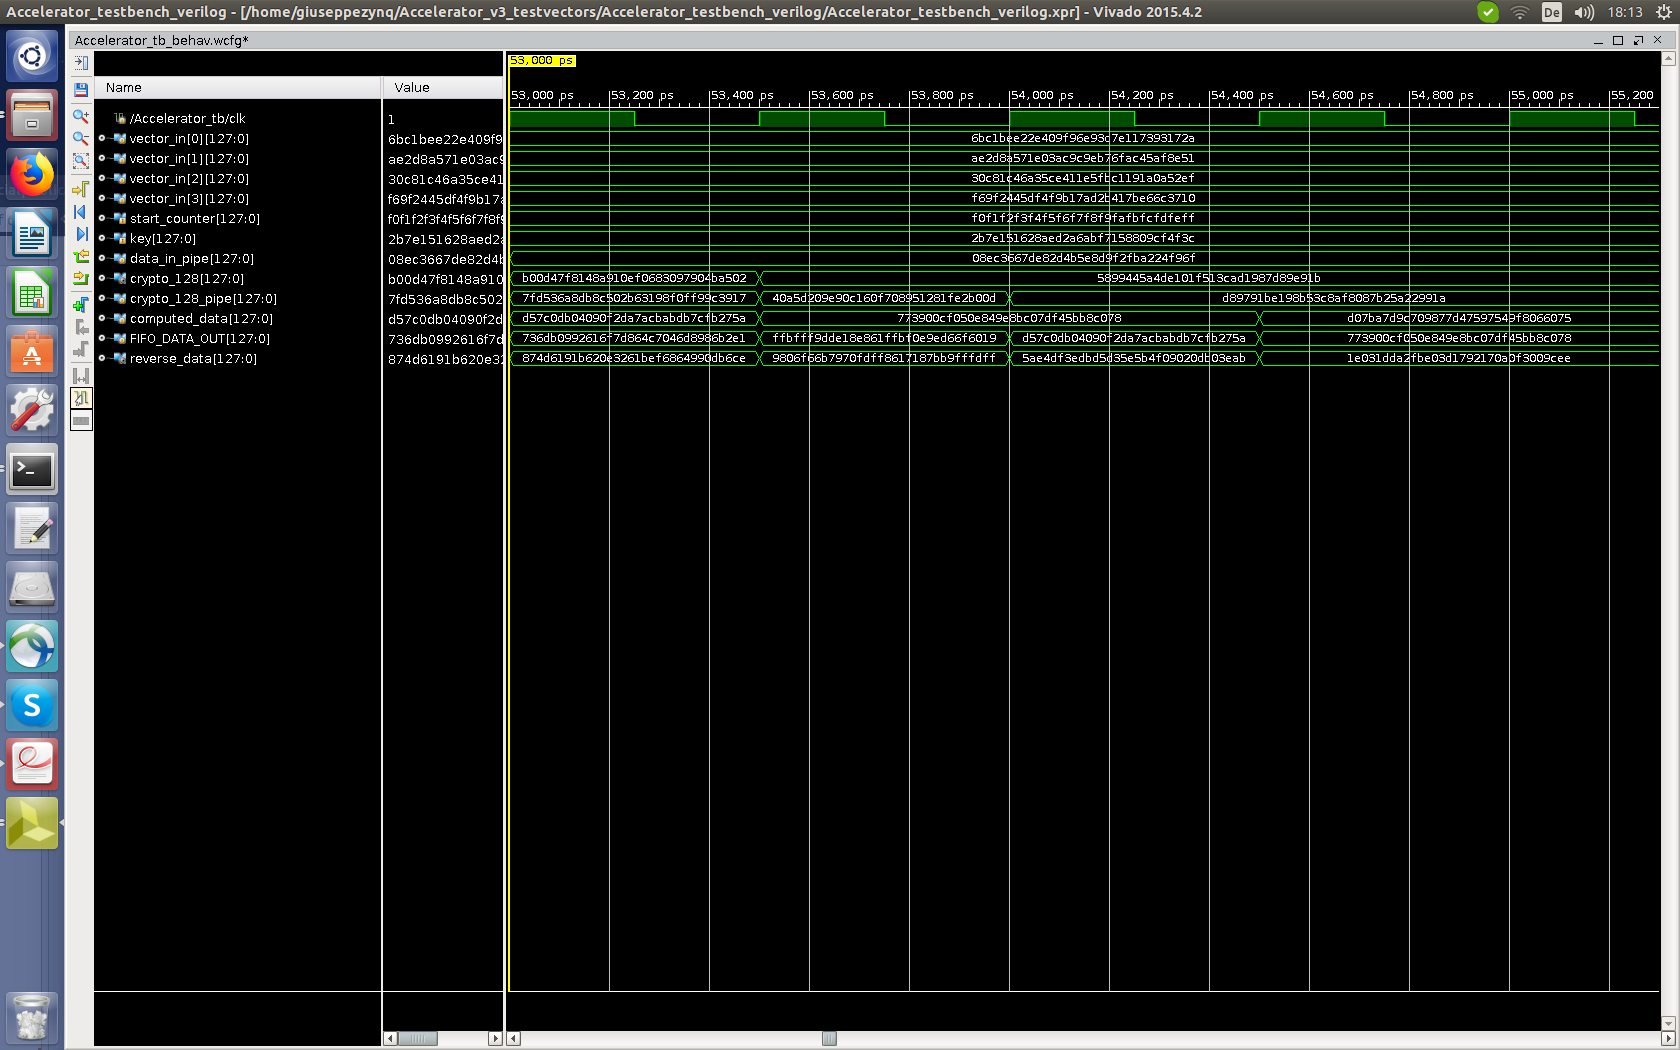 Accelerator_testbench_verilog - [/home/giuseppezynq/Accelerator_v3_testvectors/Accelerator_testbench_verilog/Accelerator_testbench_verilog.xpr] - Vivado 2015.4.2 De 18:13
Accelerator_tb_behav.wcfg*
53,000 ps
Name Value
53,000 ps 53,200 ps 53,400 ps 53,600 ps 53,800 ps 54,000 ps 54,200 ps 54,400 ps 54,600 ps 54,800 ps 55,000 ps 55,200
/Accelerator_tb/clk 1
vector_in[0][127:0] 6bc1bee22e409f9 6bc1bee22e409f96e93d7e117393172a
vector_in[1][127:0] ae2d8a571e03ac9 ae2d8a571e03ac9c9eb76fac45af8e51
vector_in[2][127:0] 30c81c46a35ce41 30c81c46a35ce411e5fbc1191a0a52ef
vector_in[3][127:0] f69f2445df4f9b17a f69f2445df4f9b17ad2b417be66c3710
start_counter[127:0] f0f1f2f3f4f5f6f7f8f9 f0f1f2f3f4f5f6f7f8f9fafbfcfdfeff
key[127:0] 2b7e151628aed2a 2b7e151628aed2a6abf7158809cf4f3c
data_in_pipe[127:0] 08ec3667de82d4b 08ec3667de82d4b5e8d9f2fba224f96f
crypto_128[127:0] b00d47f8148a910 b00d47f8148a910ef0683097904ba502 5899445a4de101f513cad1987d89e91b
crypto_128_pipe[127:0] 7fd536a8db8c502 7fd536a8db8c502b63198f0ff99c3917 40a5d209e90c160f708951281fe2b00d d89791be198b53c8af8087b25a22991a
computed_data[127:0] d57c0db04090f2d d57c0db04090f2da7acbabdb7cfb275a 773900cf050e849e8bc07df45bb8c078 d07ba7d9c709877d47597549f8066075
FIFO_DATA_OUT[127:0] 736db0992616f7d 736db0992616f7d864c7046d8986b2e1 ffbfff9dde18e861ffbf0e9ed66f6019 d57c0db04090f2da7acbabdb7cfb275a 773900cf050e849e8bc07df45bb8c078
reverse_data[127:0] 874d6191b620e32 874d6191b620e3261bef6864990db6ce 9806f66b7970fdff8617187bb9fffdff 5ae4df3edbd5d35e5b4f09020db03eab 1e031dda2fbe03d1792170a0f3009cee